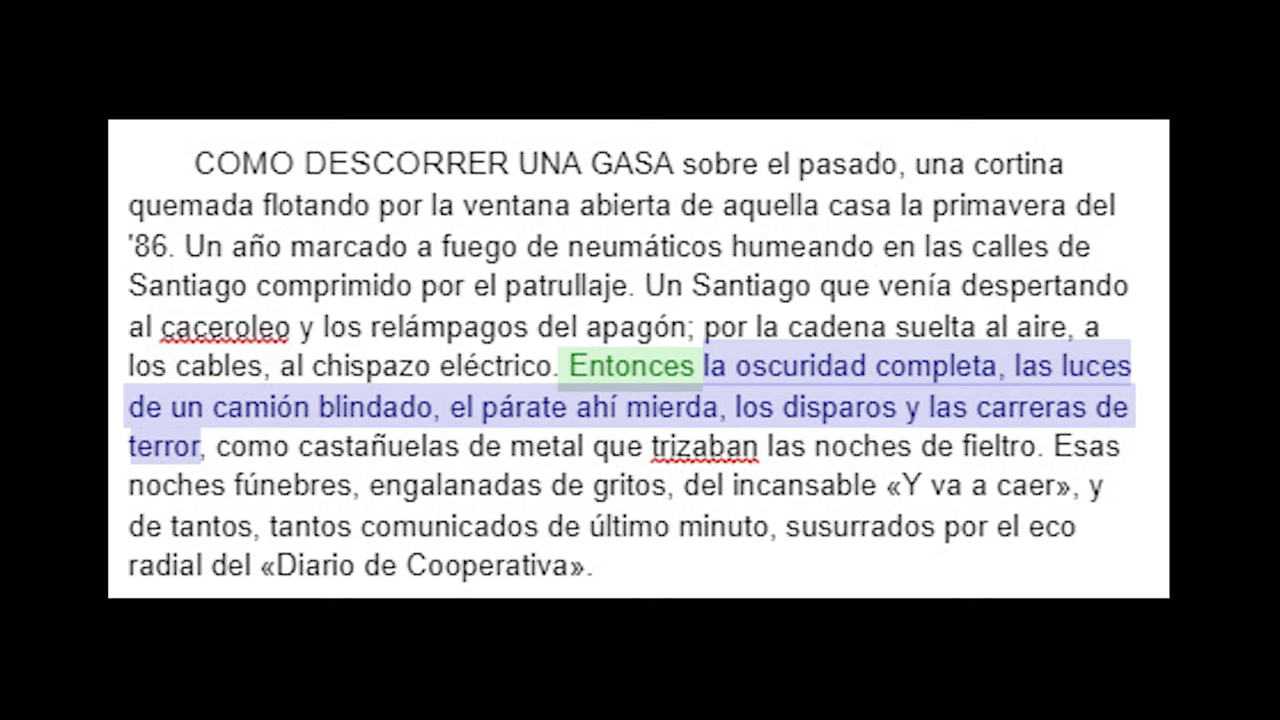 COMO DESCORRER UNA GASA sobre el pasado, una cortina
quemada flotando por la ventana abierta de aquella casa la primavera del
'86. Un año marcado a fuego de neumáticos humeando en las calles de
Santiago comprimido por el patrullaje. Un Santiago que venía despertando
al caceroleo y los relámpagos del apagón; por la cadena suelta al aire, a
los cables, al chispazo eléctrico. Entonces la oscuridad completa, las luces
de un camión blindado, el párate ahí mierda, los disparos y las carreras de
terror, como castañuelas de metal que trizaban las noches de fieltro. Esas
noches fúnebres, engalanadas de gritos, del incansable «Y va a caer», y
de tantos, tantos comunicados de último minuto, susurrados por el eco
radial del «Diario de Cooperativa».